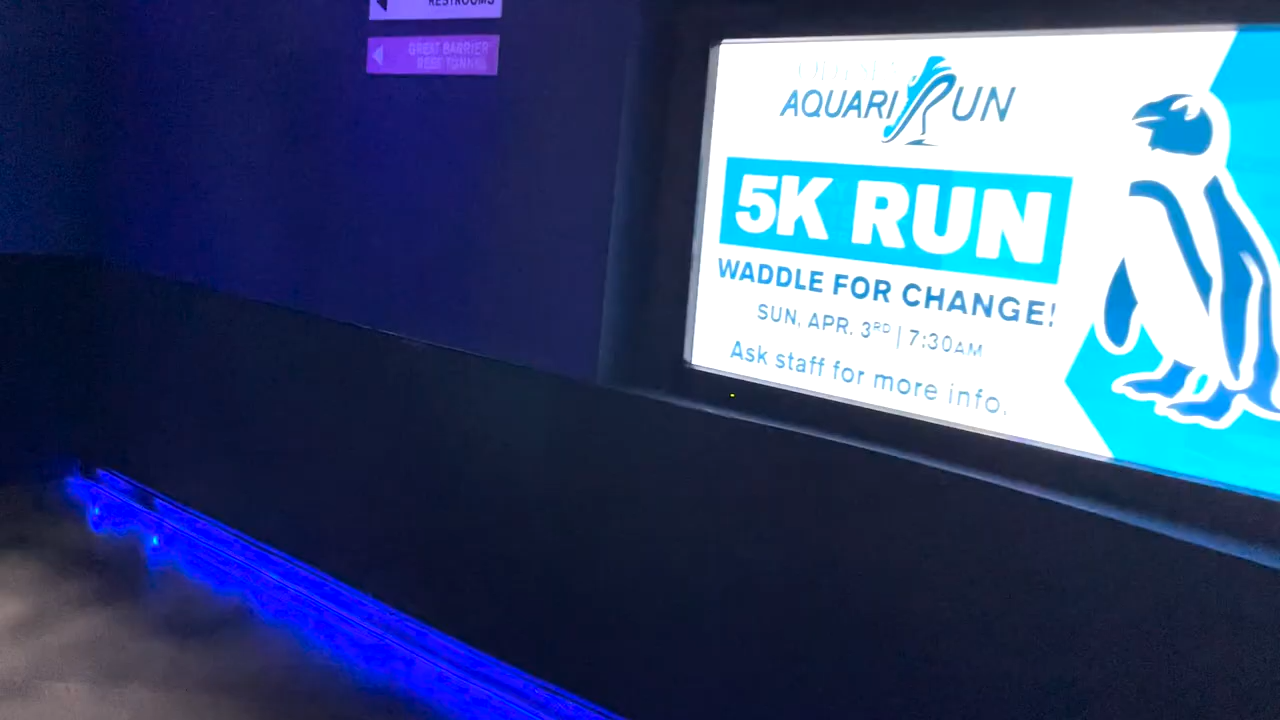 RESTROOMS
GREAT BARRIER
REEF TUNNEL
ODYSEA
AQUARIRUN
5K RUN
WADDLE FOR CHANGE!
SUN, APR. 3RD | 7:30AM
Ask staff for more info.